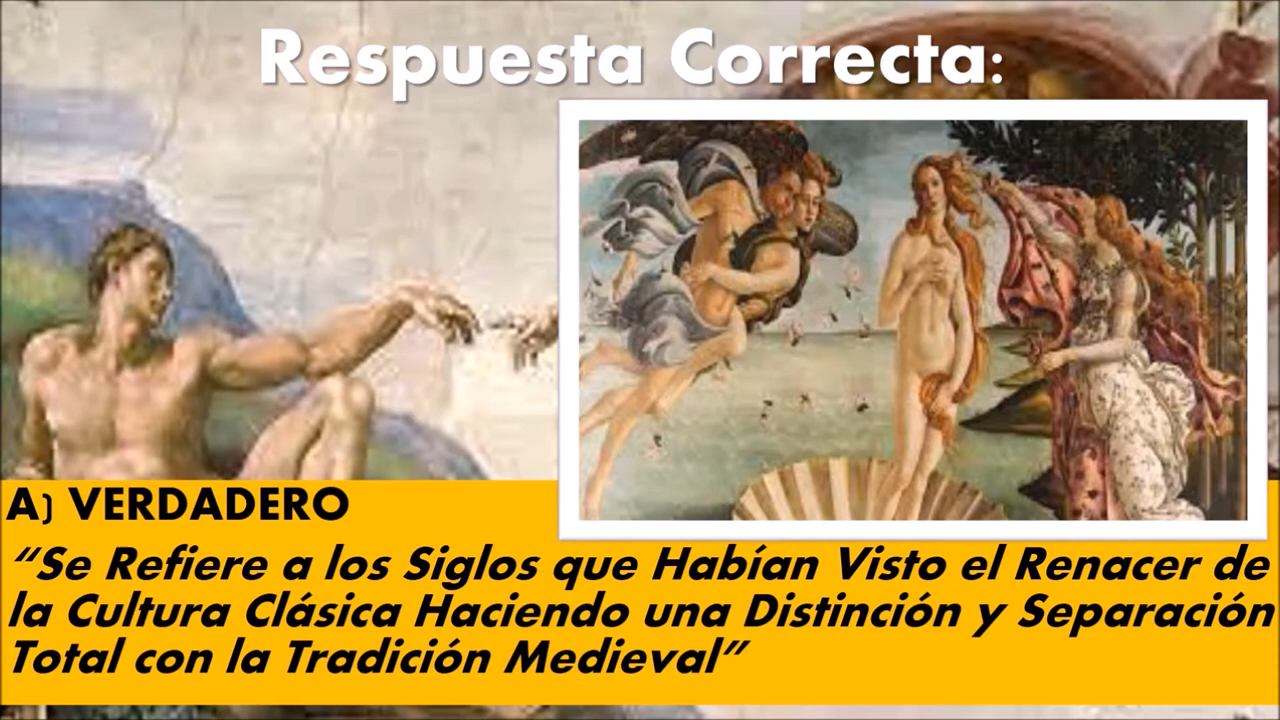 Respuesta Correcta:
A) VERDADERO
“Se Refiere a los Siglos que Habían Visto el Renacer de
la Cultura Clásica Haciendo una Distinción y Separación
Total con la Tradición Medieval”